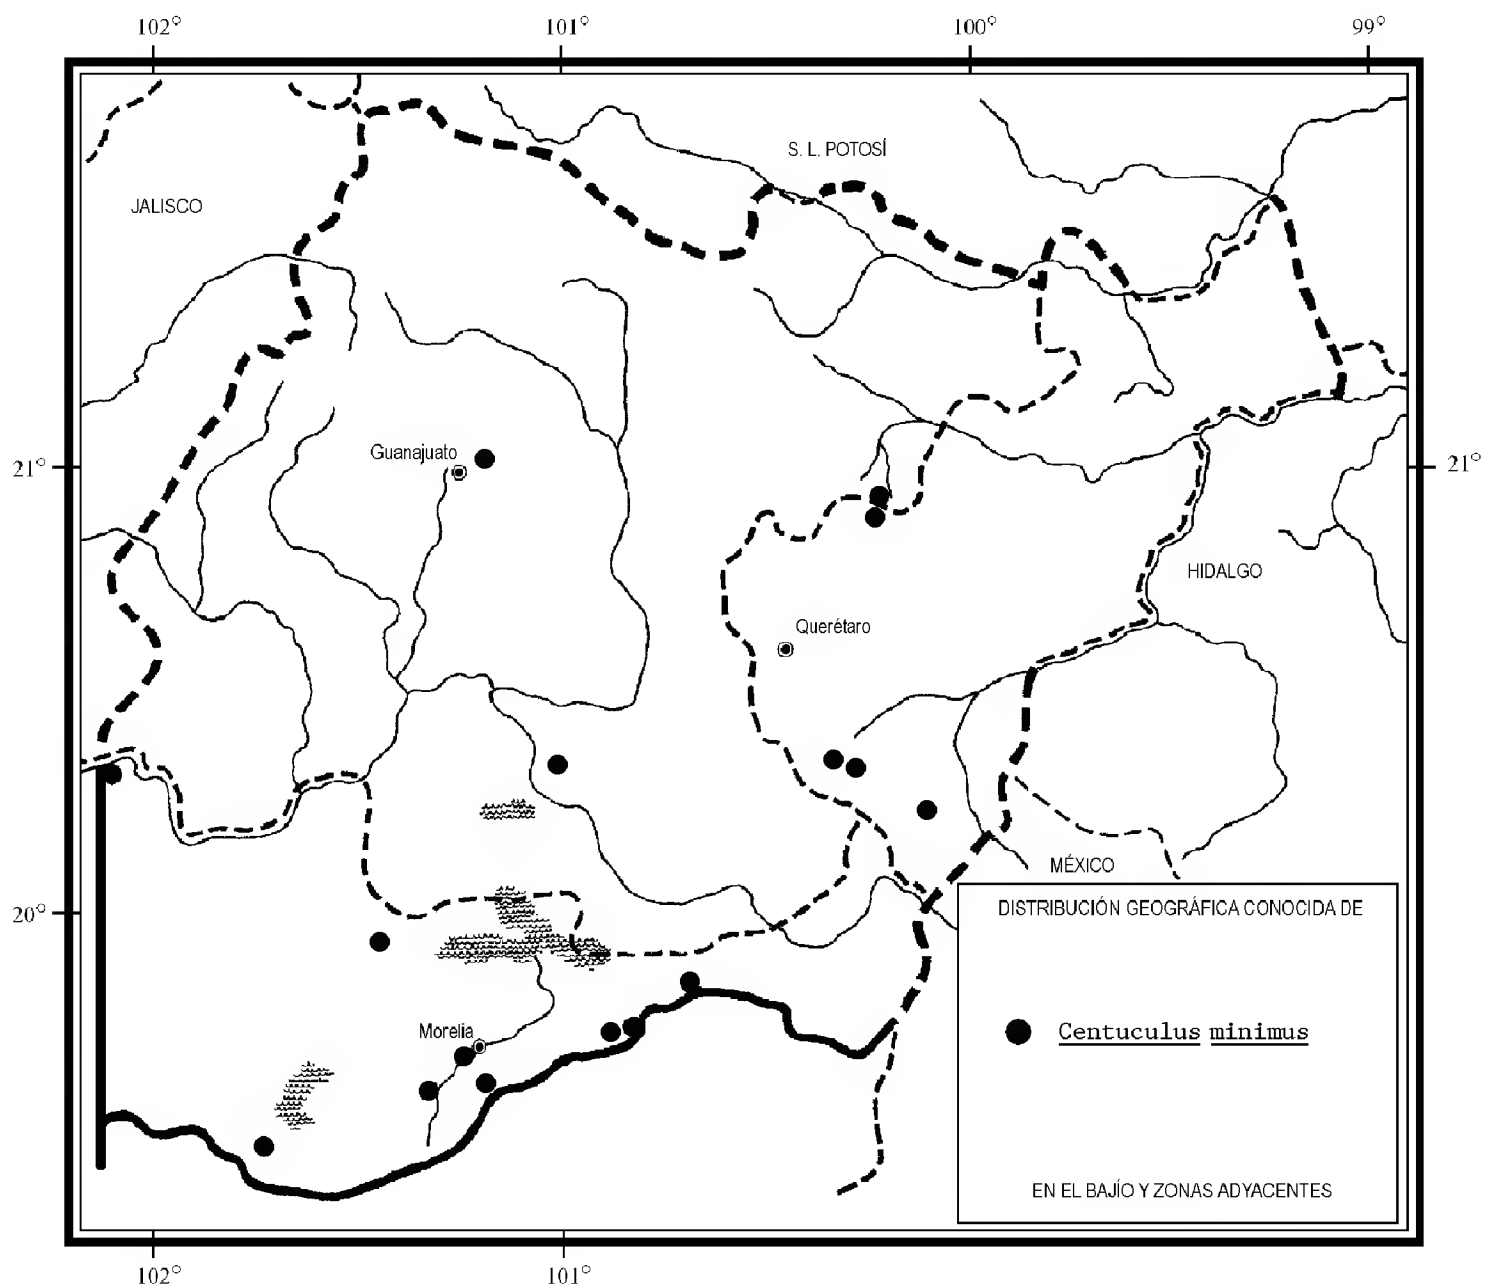 102° 101° 100° 99°
S. L. POTOSÍ
JALISCO
Guanajuato
21° 21°
HIDALGO
Querétaro
MÉXICO
20°
DISTRIBUCIÓN GEOGRÁFICA CONOCIDA DE
Morelia
Centuculus minimus
EN EL BAJÍO Y ZONAS ADYACENTES
102° 101°